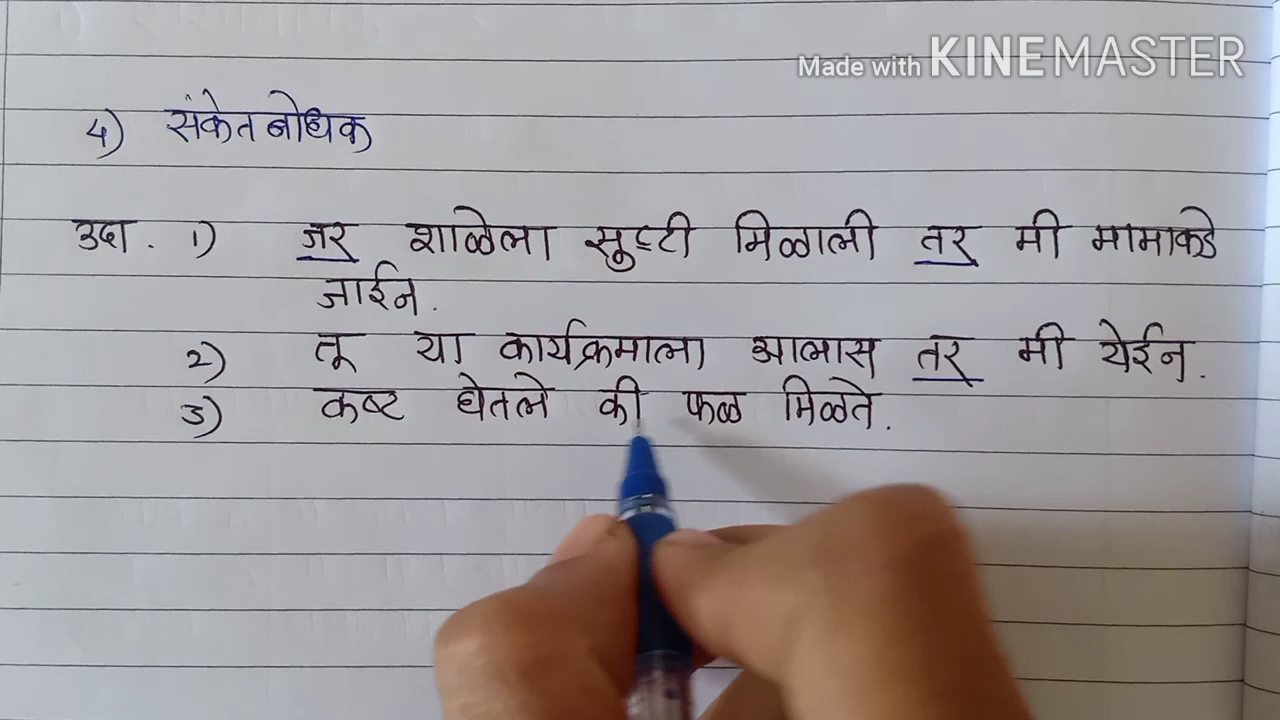 Made with KINEMASTER
4) संकेतबोधक
उदा. 1) जर शाळेला सुट्टी मिळाली तर मी मामाकडे
जाईन.
2) तू या कार्यक्रमाला आलास तर मी येईन.
3) कष्ट घेतले की फळ मिळते.